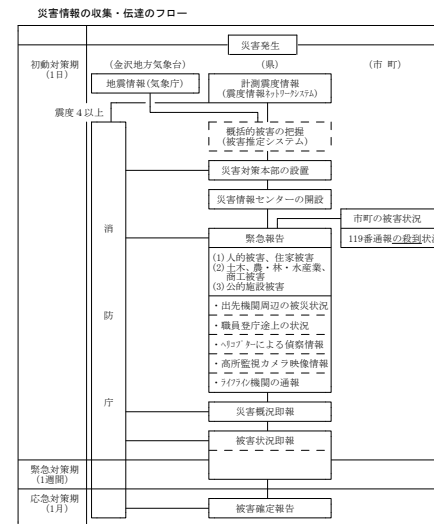 災害情報の収集・伝達のフロー
災害発生
初動対策期
(1日)
(金沢地方気象台)
(県)
(市 町)
地震情報(気象庁)
計測震度情報
(震度情報ネットワークシステム)
震度4以上
概括的被害の把握
(被害推定システム)
災害対策本部の設置
災害情報センターの開設
消
防
庁
市町の被害状況
119番通報の殺到状
緊急報告
(1) 人的被害、住家被害
(2) 土木、農・林・水産業、
商工被害
(3) 公的施設被害
・出先機関周辺の被災状況
・職員登庁途上の状況
・ヘリコプターによる偵察情報
・高所監視カメラ映像情報
・ライフライン機関の通報
災害概況即報
被害状況即報
緊急対策期
(1週間)
応急対策期
(1月)
被害確定報告